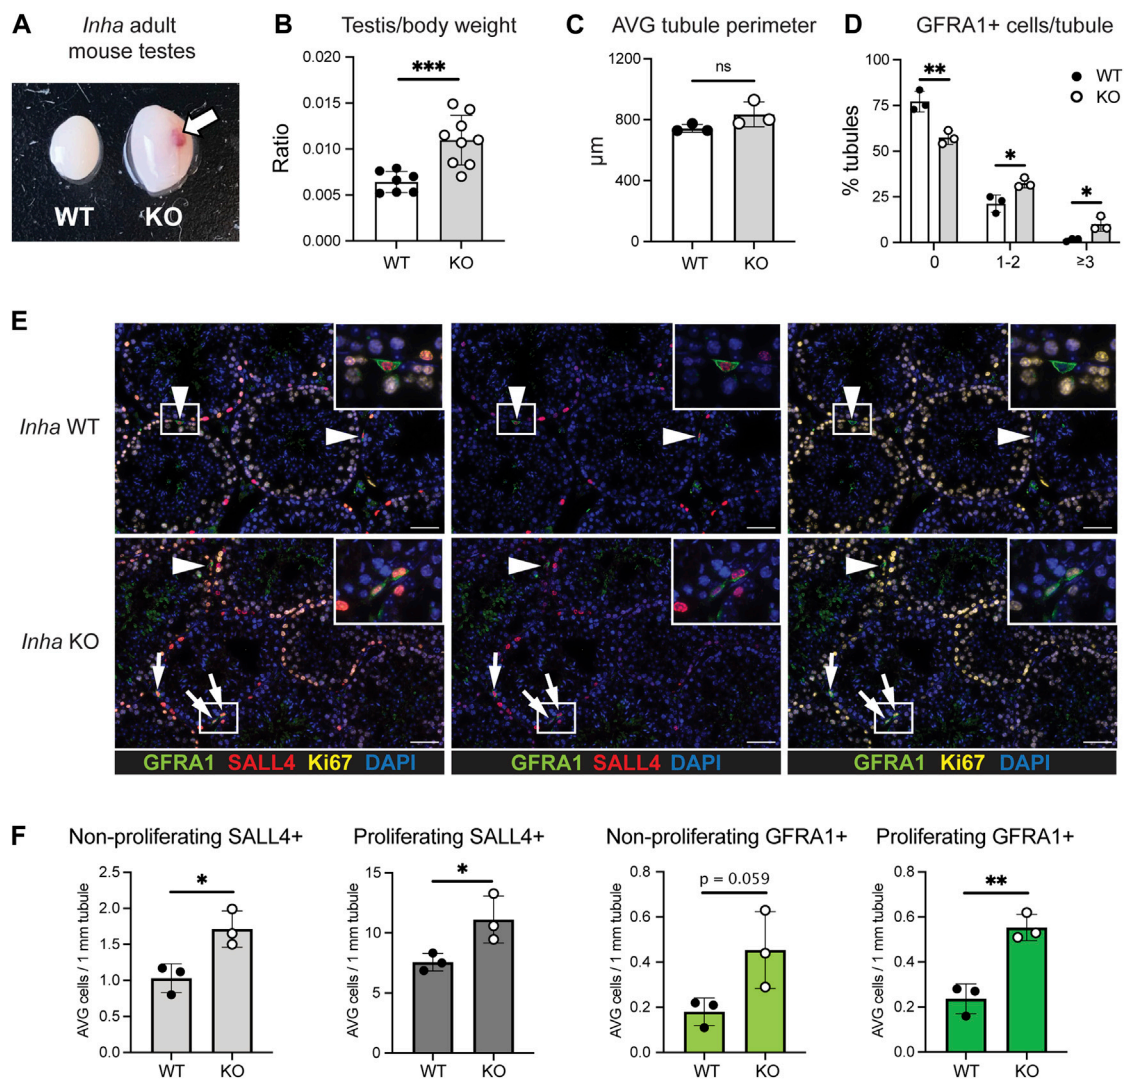 A
Inha adult
mouse testes
WT KO
B
Testis/body weight
***
Ratio
0.020
0.015
0.010
0.005
0.000
WT KO
C
AVG tubule perimeter
ns
µm
1200
800
400
0
WT KO
D
GFRA1+ cells/tubule
WT
KO
**
*
*
% tubules
100
75
50
25
0
0 1-2 ≥3
E
Inha WT
Inha KO
GFRA1 SALL4 Ki67 DAPI
GFRA1 SALL4 DAPI
GFRA1 Ki67 DAPI
F
Non-proliferating SALL4+
*
AVG cells / 1 mm tubule
2.5
2.0
1.5
1.0
0.5
0.0
WT KO
Proliferating SALL4+
*
AVG cells / 1 mm tubule
15
10
5
0
WT KO
Non-proliferating GFRA1+
p = 0.059
AVG cells / 1 mm tubule
0.8
0.6
0.4
0.2
0.0
WT KO
Proliferating GFRA1+
**
AVG cells / 1 mm tubule
0.8
0.6
0.4
0.2
0.0
WT KO